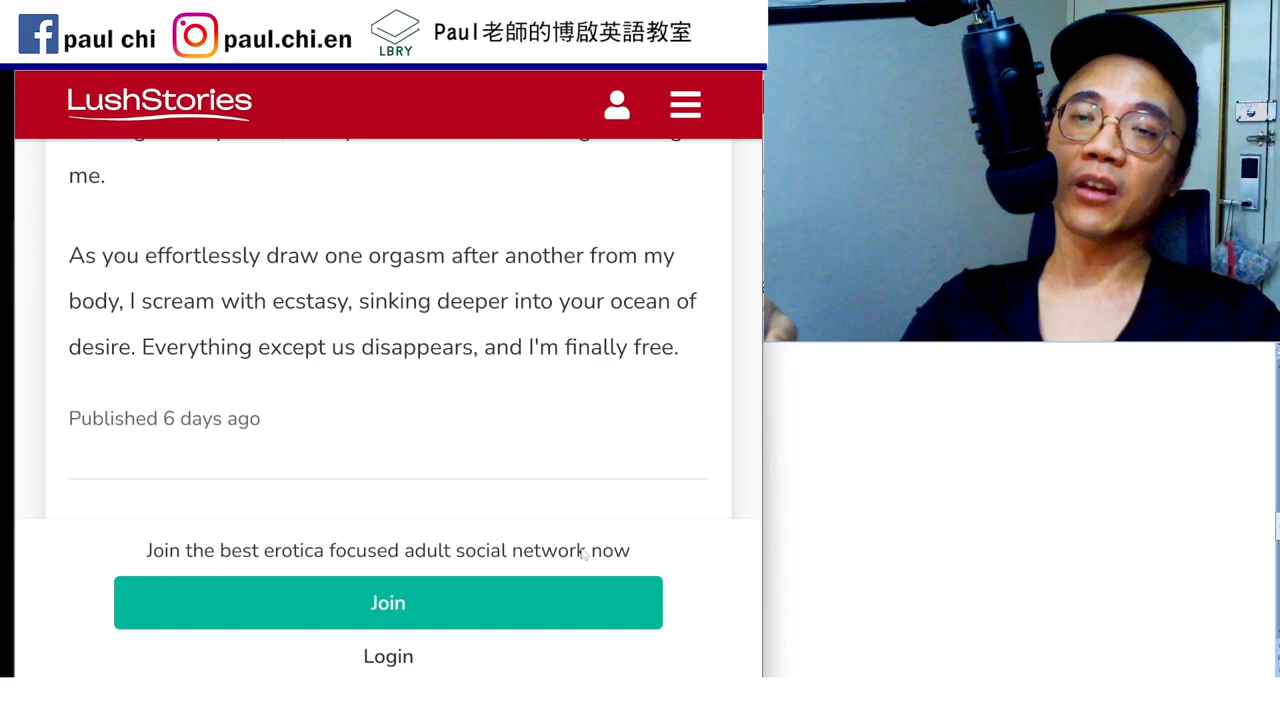 paul chi
paul.chi.en
LBRY
Paul老師的博啟英語教室
LushStories
me.
As you effortlessly draw one orgasm after another from my
body, I scream with ecstasy, sinking deeper into your ocean of
desire. Everything except us disappears, and I'm finally free.
Published 6 days ago
Join the best erotica focused adult social network now
Join
Login